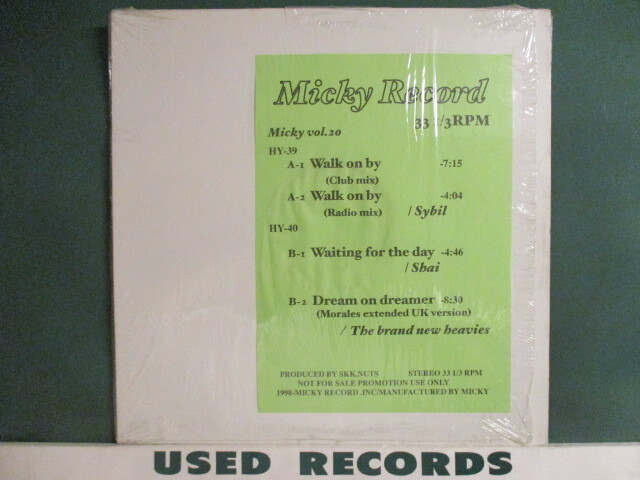 Micky Record
33 1/3RPM
Micky vol.20
HY-39
A-1 Walk on by -7:15
(Club mix)
A-2 Walk on by -4:04
(Radio mix) / Sybil
HY-40
B-1 Waiting for the day -4:46
/ Shai
B-2 Dream on dreamer -8:30
(Morales extended UK version)
/ The brand new heavies
PRODUCED BY SKK.NUTS STEREO 33 1/3 RPM
NOT FOR SALE PROMOTION USE ONLY
1998-MICKY RECORD .INC/MANUFACTURED BY MICKY
USED RECORDS